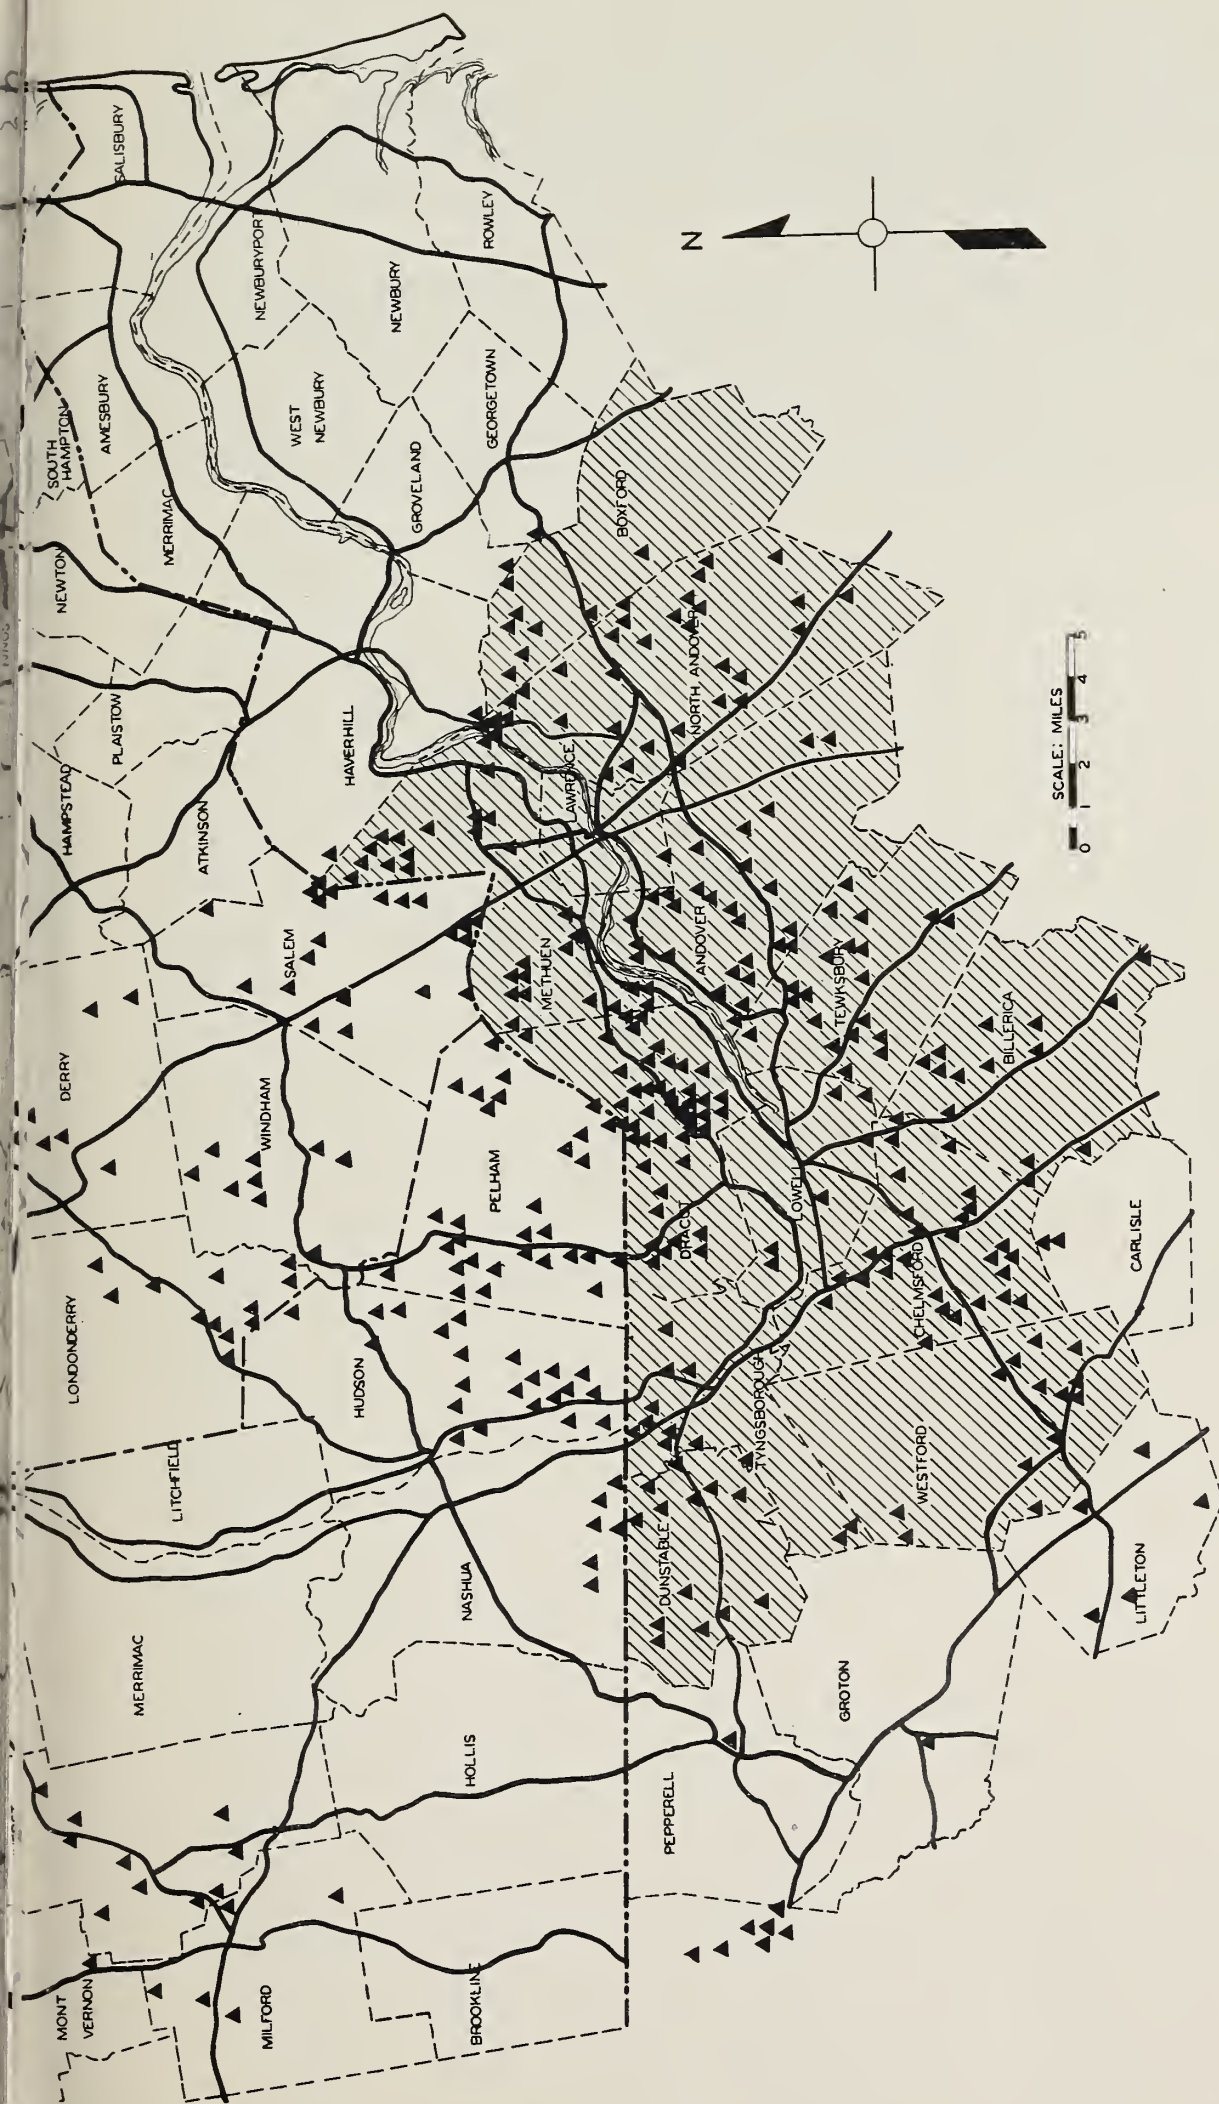 MONT
VERNON
MILFORD
BROOKLINE
MERRIMAC
HOLLIS
NASHUA
PEPPERELL
GROTON
LITCHFIELD
LONDONDERRY
HUDSON
DUNSTABLE
TYNGSBOROUGH
WESTFORD
LITTLETON
DERRY
WINDHAM
PELHAM
DRACUT
LOWELL
CHELMSFORD
CARLISLE
SALEM
METHUEN
ANDOVER
TEWKSBURY
BILLERICA
HAMPSTEAD
PLAISTOW
ATKINSON
HAVERHILL
LAWRENCE
NORTH ANDOVER
BOXFORD
NEWTON
SOUTH
HAMPTON
AMESBURY
MERRIMAC
WEST
NEWBURY
GROVELAND
GEORGETOWN
SALISBURY
NEWBURYPORT
NEWBURY
ROWLEY
N
SCALE: MILES
0 1 2 3 4 5